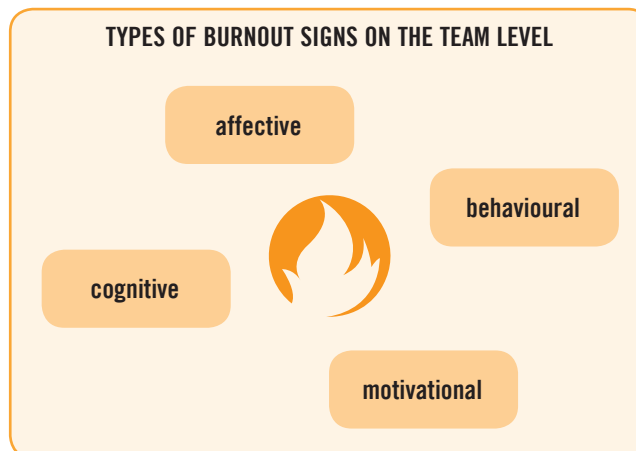 TYPES OF BURNOUT SIGNS ON THE TEAM LEVEL
affective
behavioural
cognitive
motivational